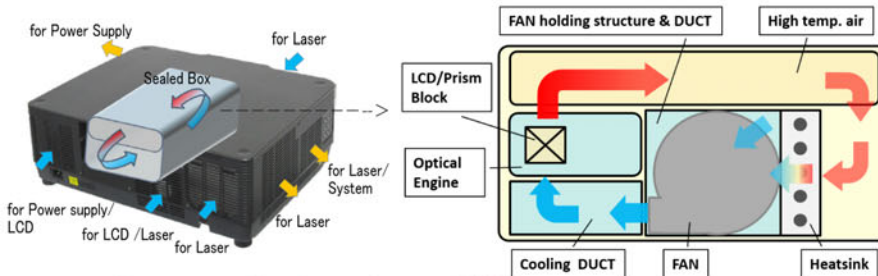 for Power Supply
for Laser
Sealed Box
for Laser/
System
for Power supply/
LCD
for LCD /Laser
for Laser
for Laser
FAN holding structure & DUCT
High temp. air
LCD/Prism
Block
Optical
Engine
Cooling DUCT
FAN
Heatsink